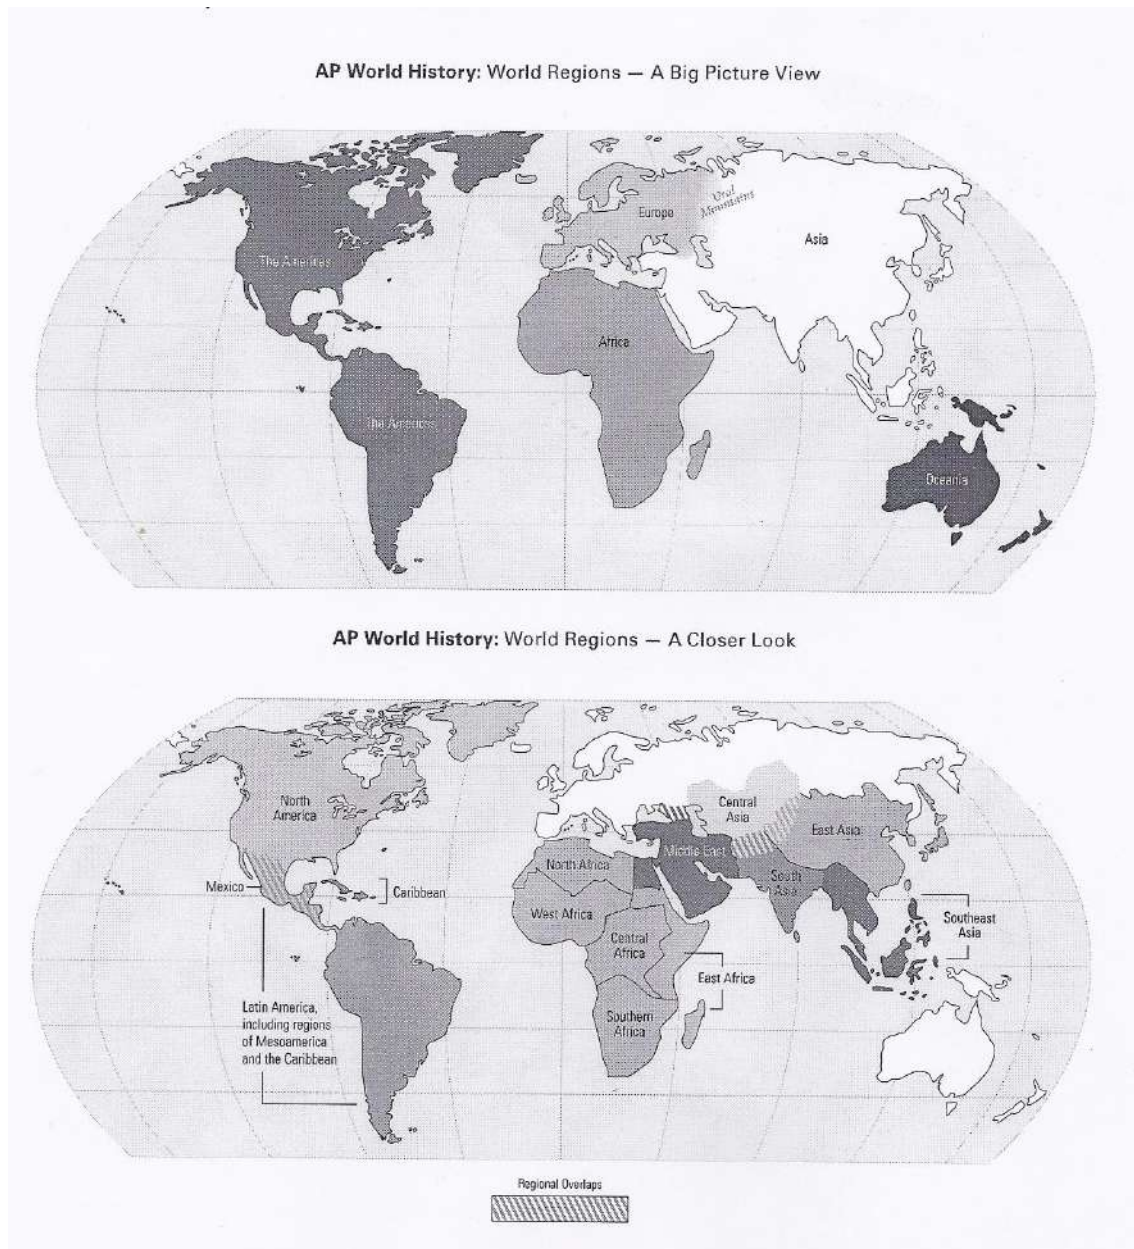 AP World History: World Regions — A Big Picture View
Ural
Mountains
Europe
Asia
The Americas
Africa
The Americas
Oceania
AP World History: World Regions — A Closer Look
North
America
Central
Asia
East Asia
Middle East
North Africa
South
Asia
Mexico
Caribbean
West Africa
Southeast
Asia
Central
Africa
East Africa
Latin America,
including regions
of Mesoamerica
and the Caribbean
Southern
Africa
Regional Overlaps